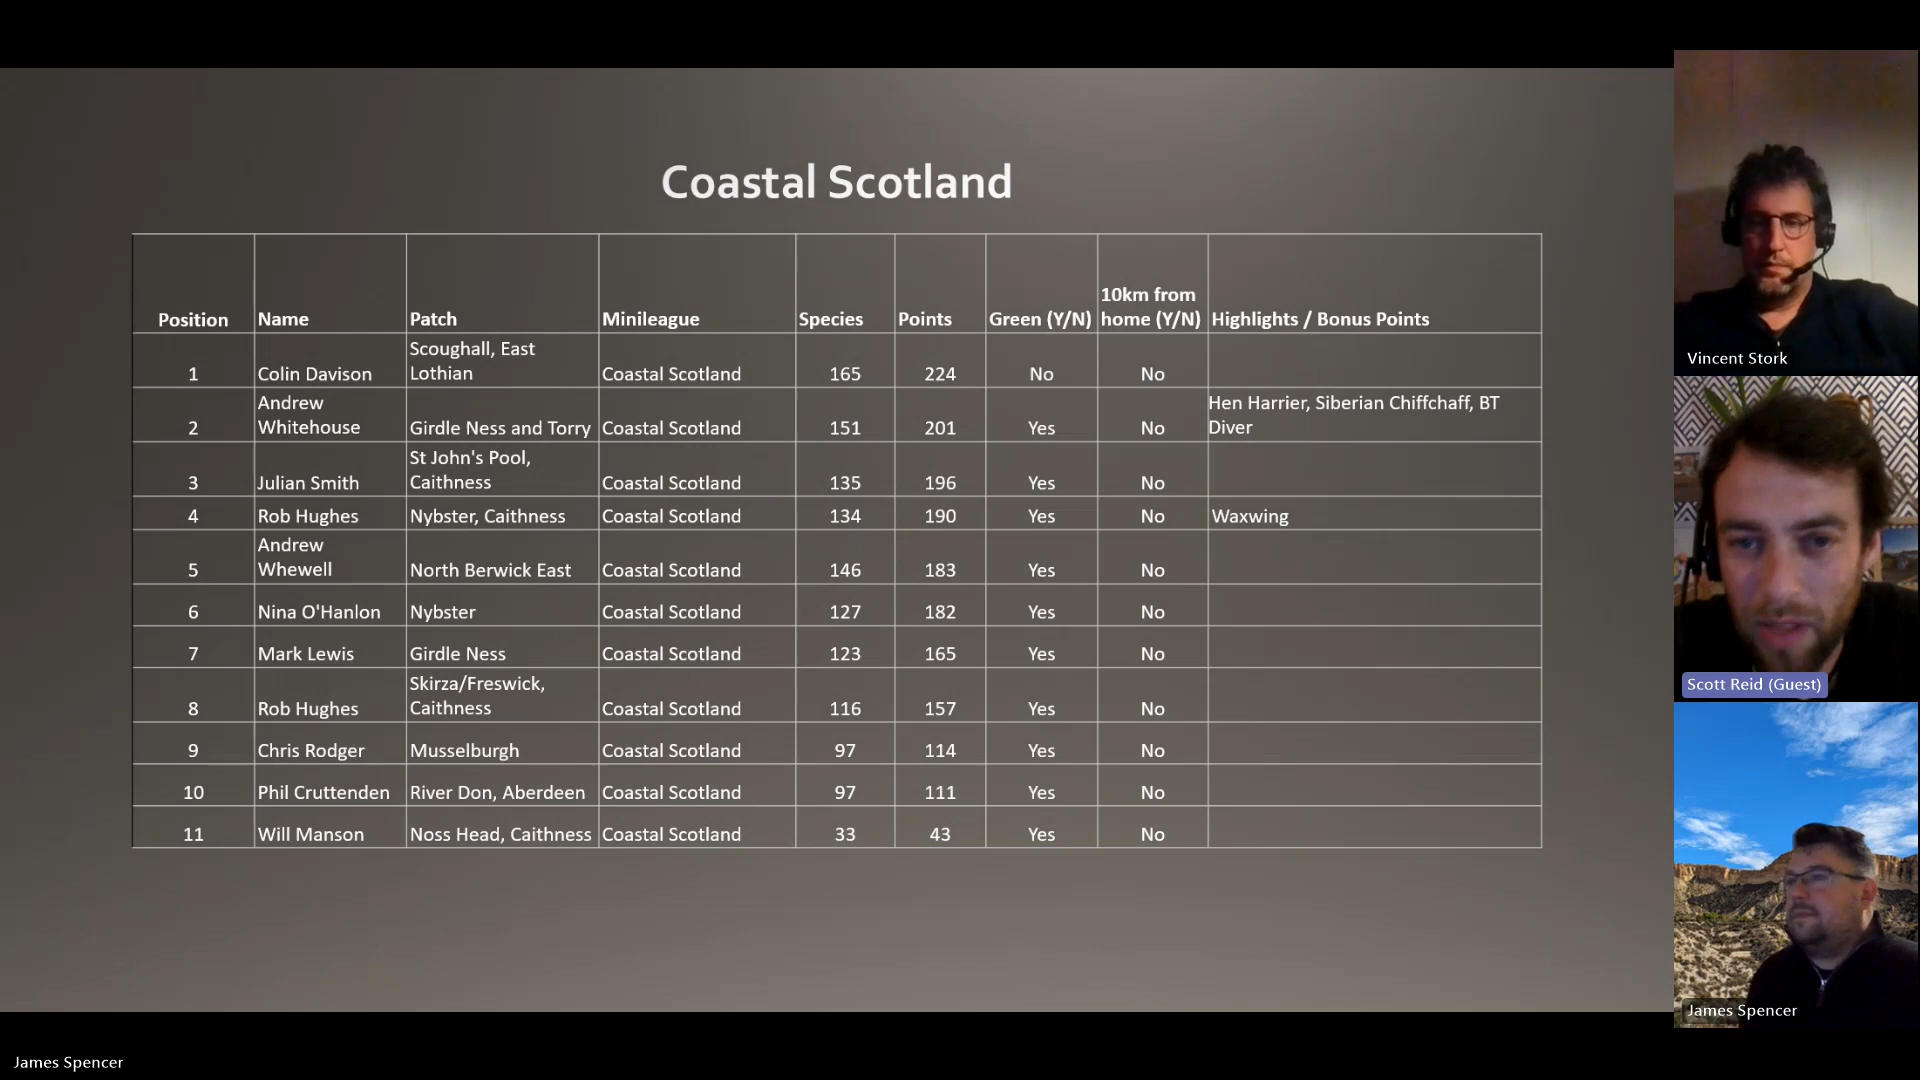 Coastal Scotland
Position Name Patch Minileague Species Points Green (Y/N) 10km from home (Y/N) Highlights / Bonus Points
1 Colin Davison Scoughall, East Lothian Coastal Scotland 165 224 No No
2 Andrew Whitehouse Girdle Ness and Torry Coastal Scotland 151 201 Yes No Hen Harrier, Siberian Chiffchaff, BT Diver
3 Julian Smith St John's Pool, Caithness Coastal Scotland 135 196 Yes No
4 Rob Hughes Nybster, Caithness Coastal Scotland 134 190 Yes No Waxwing
5 Andrew Whewell North Berwick East Coastal Scotland 146 183 Yes No
6 Nina O'Hanlon Nybster Coastal Scotland 127 182 Yes No
7 Mark Lewis Girdle Ness Coastal Scotland 123 165 Yes No
8 Rob Hughes Skirza/Freswick, Caithness Coastal Scotland 116 157 Yes No
9 Chris Rodger Musselburgh Coastal Scotland 97 114 Yes No
10 Phil Cruttenden River Don, Aberdeen Coastal Scotland 97 111 Yes No
11 Will Manson Noss Head, Caithness Coastal Scotland 33 43 Yes No
Vincent Stork
Scott Reid (Guest)
James Spencer
James Spencer